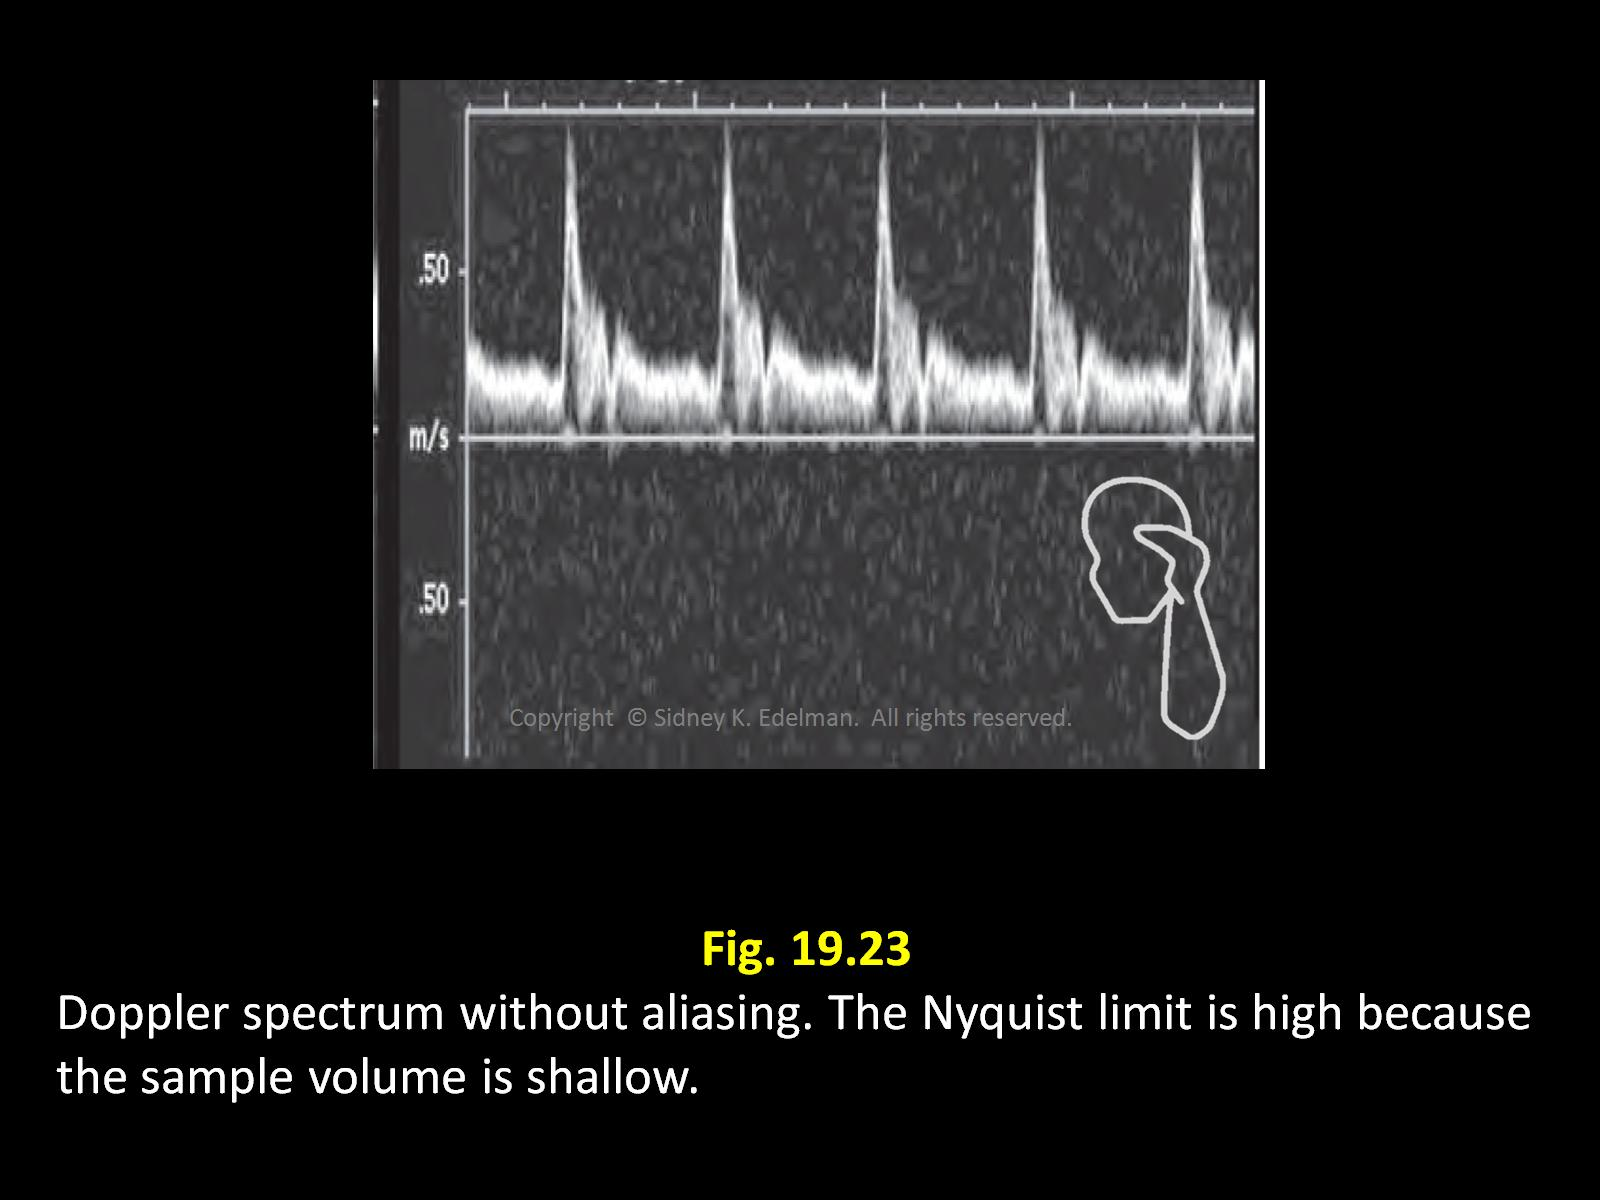 .50
m/s
.50
Copyright © Sidney K. Edelman. All rights reserved.
Fig. 19.23
Doppler spectrum without aliasing. The Nyquist limit is high because
the sample volume is shallow.